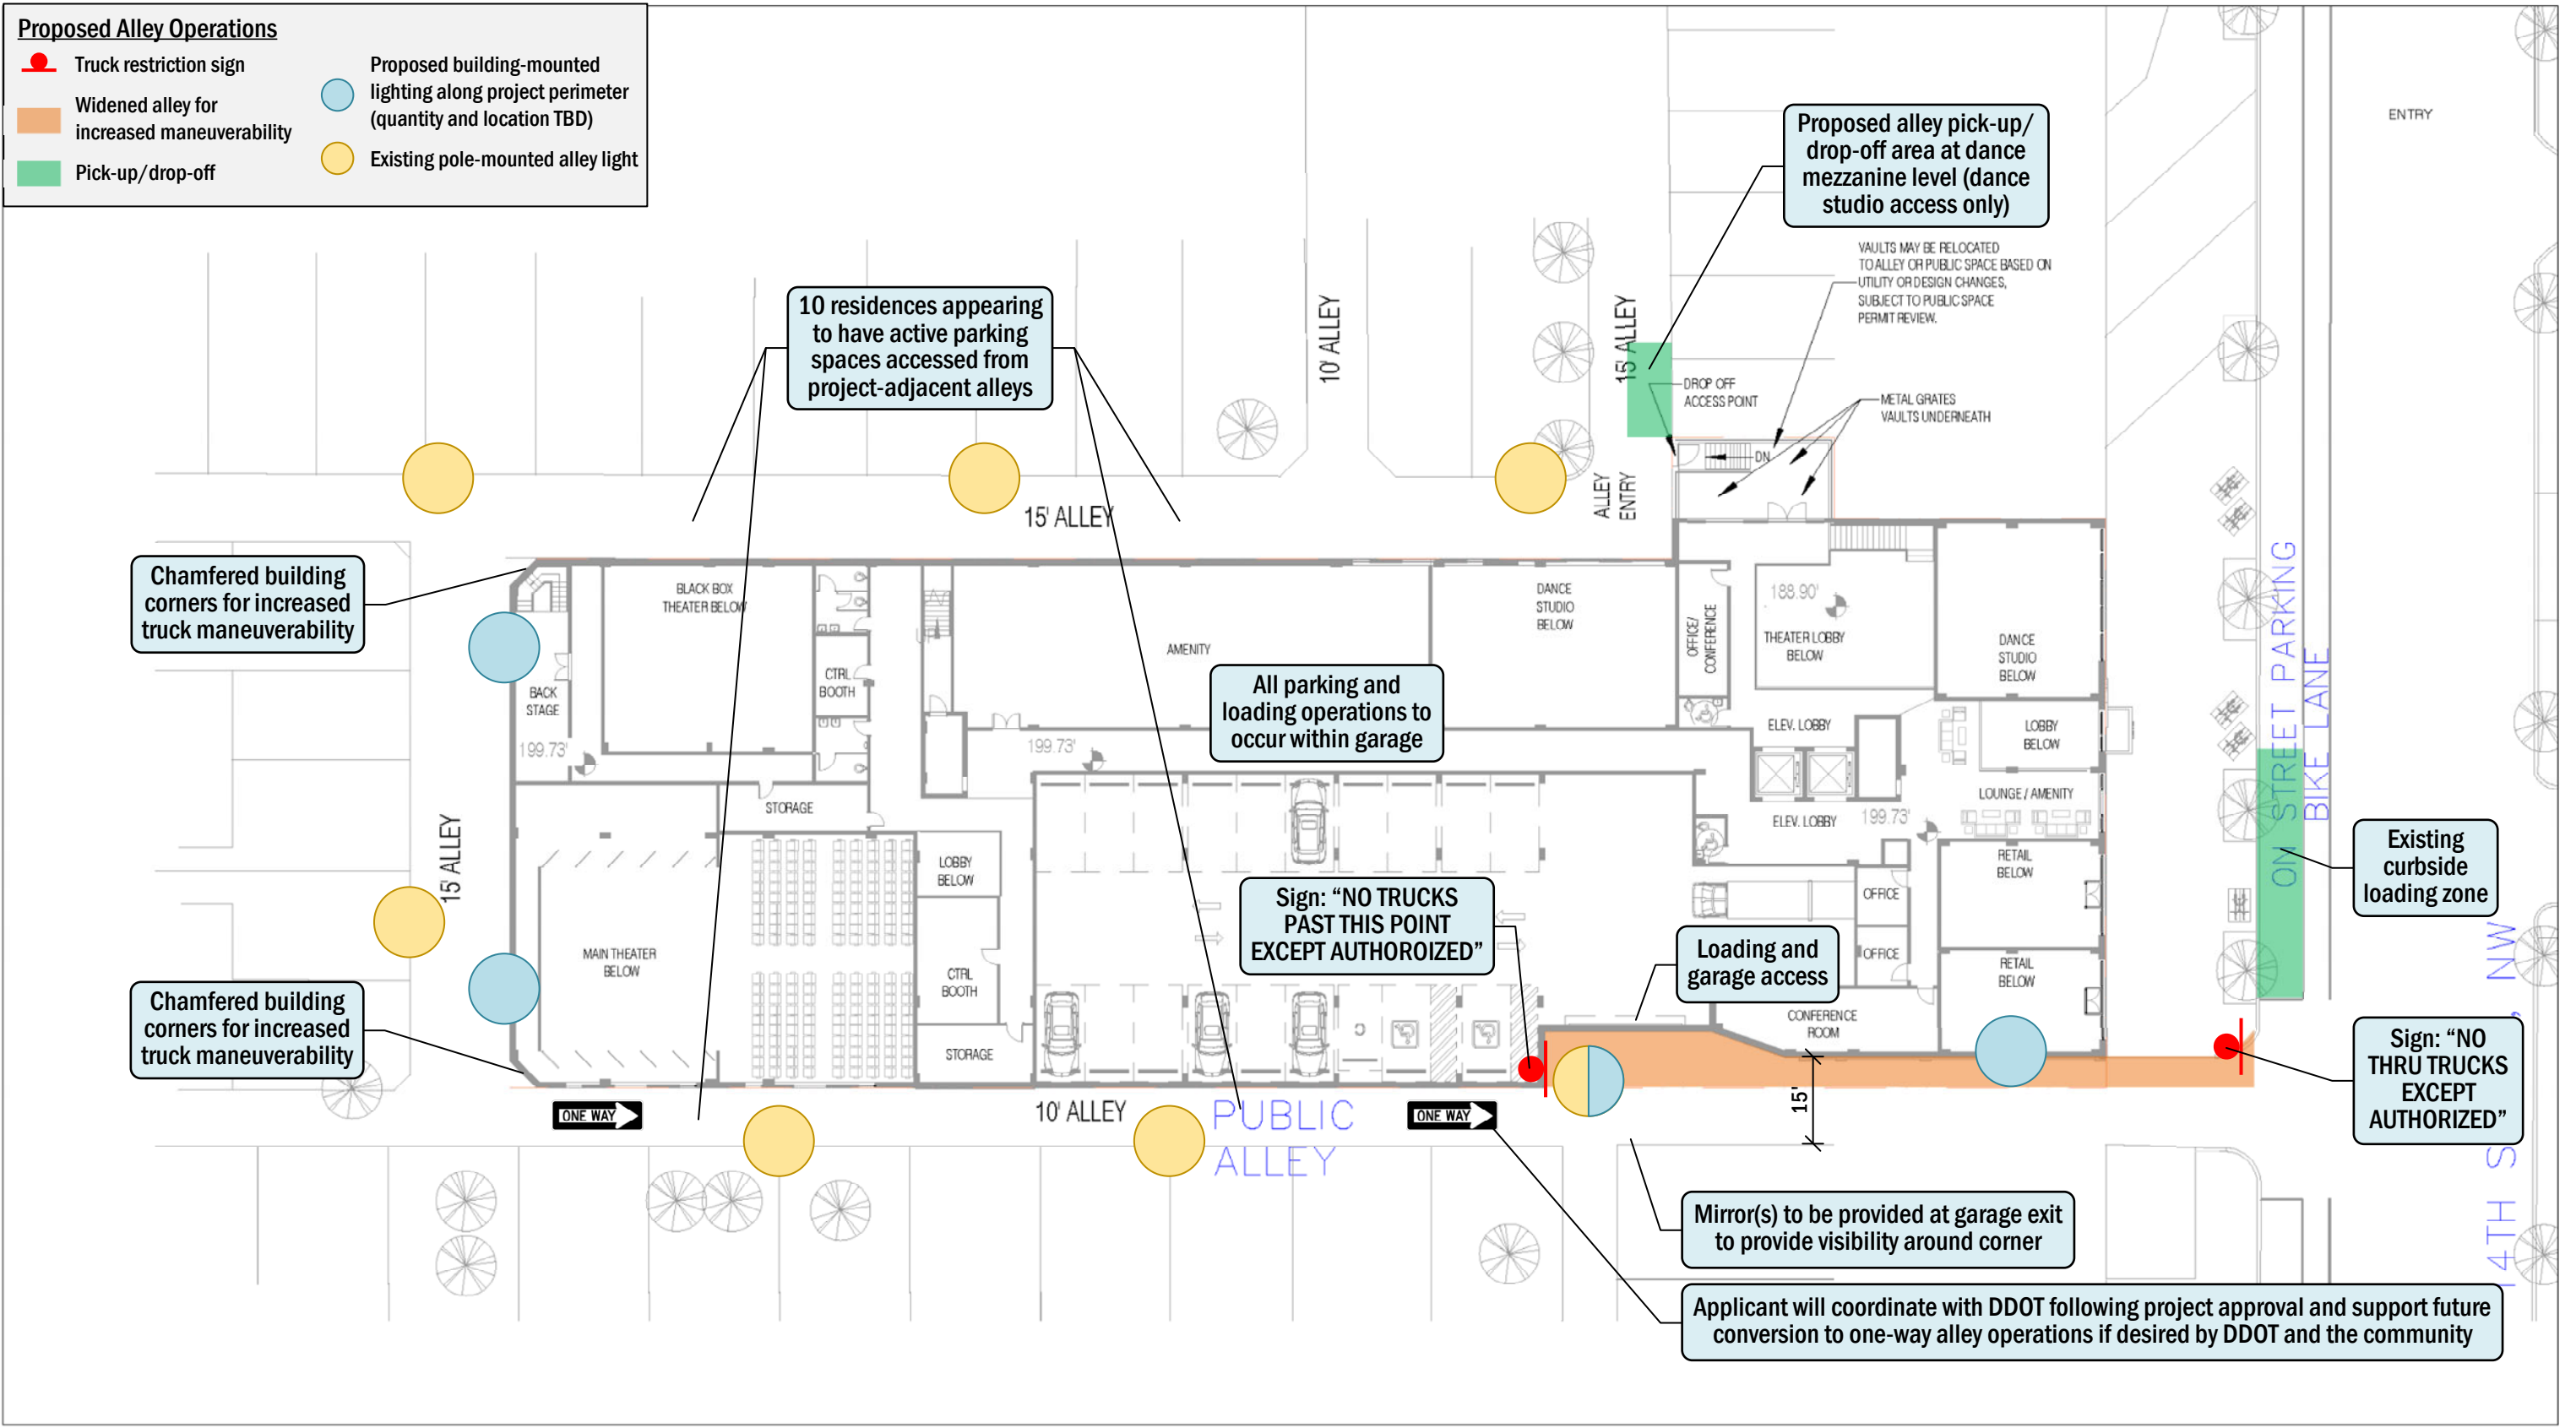 Proposed Alley Operations
Truck restriction sign
Widened alley for
increased maneuverability
Pick-up/drop-off
Proposed building-mounted
lighting along project perimeter
(quantity and location TBD)
Existing pole-mounted alley light
ENTRY
Proposed alley pick-up/
drop-off area at dance
mezzanine level (dance
studio access only)
VAULTS MAY BE RELOCATED
TO ALLEY OR PUBLIC SPACE BASED ON
UTILITY OR DESIGN CHANGES,
SUBJECT TO PUBLIC SPACE
PERMIT REVIEW.
10 residences appearing
to have active parking
spaces accessed from
project-adjacent alleys
10' ALLEY
15' ALLEY
DROP OFF
ACCESS POINT
METAL GRATES
VAULTS UNDERNEATH
DN
ALLEY
ENTRY
15' ALLEY
Chamfered building
corners for increased
truck maneuverability
BLACK BOX
THEATER BELOW
DANCE
STUDIO
BELOW
OFFICE/
CONFERENCE
188.90'
THEATER LOBBY
BELOW
DANCE
STUDIO
BELOW
AMENITY
CTRL
BOOTH
BACK
STAGE
199.73'
199.73'
All parking and
loading operations to
occur within garage
ELEV. LOBBY
LOBBY
BELOW
ON STREET PARKING
BIKE LANE
STORAGE
LOUNGE / AMENITY
ELEV. LOBBY
199.73'
15' ALLEY
LOBBY
BELOW
RETAIL
BELOW
Existing
curbside
loading zone
OFFICE
Sign: “NO TRUCKS
PAST THIS POINT
EXCEPT AUTHOROIZED”
MAIN THEATER
BELOW
CTRL
BOOTH
Loading and
garage access
OFFICE
RETAIL
BELOW
Chamfered building
corners for increased
truck maneuverability
STORAGE
CONFERENCE
ROOM
Sign: “NO
THRU TRUCKS
EXCEPT
AUTHORIZED”
ONE WAY
10' ALLEY
PUBLIC
ALLEY
ONE WAY
15'
14TH S , NW
Mirror(s) to be provided at garage exit
to provide visibility around corner
Applicant will coordinate with DDOT following project approval and support future
conversion to one-way alley operations if desired by DDOT and the community